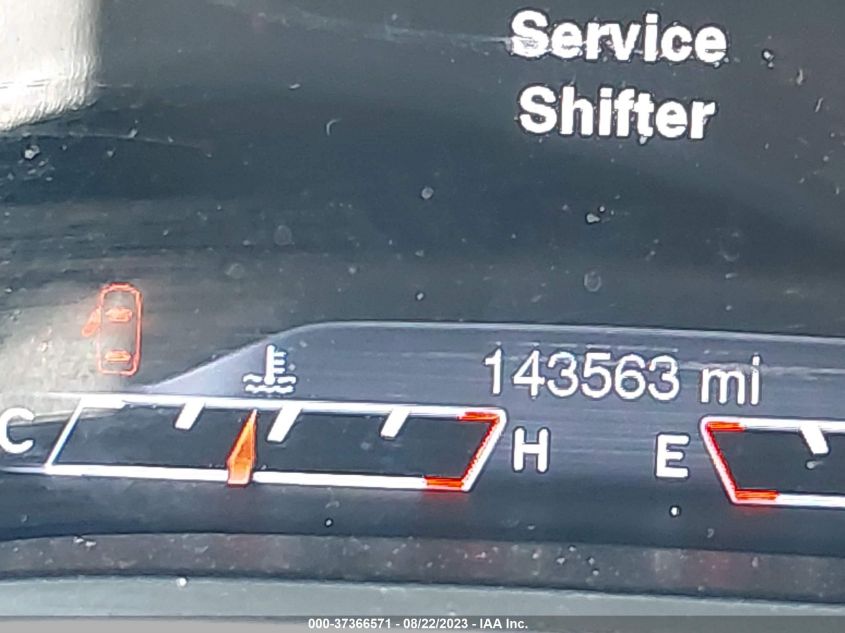 Service
Shifter
143563 mi
C H E
000-37366571 - 08/22/2023 - IAA Inc.